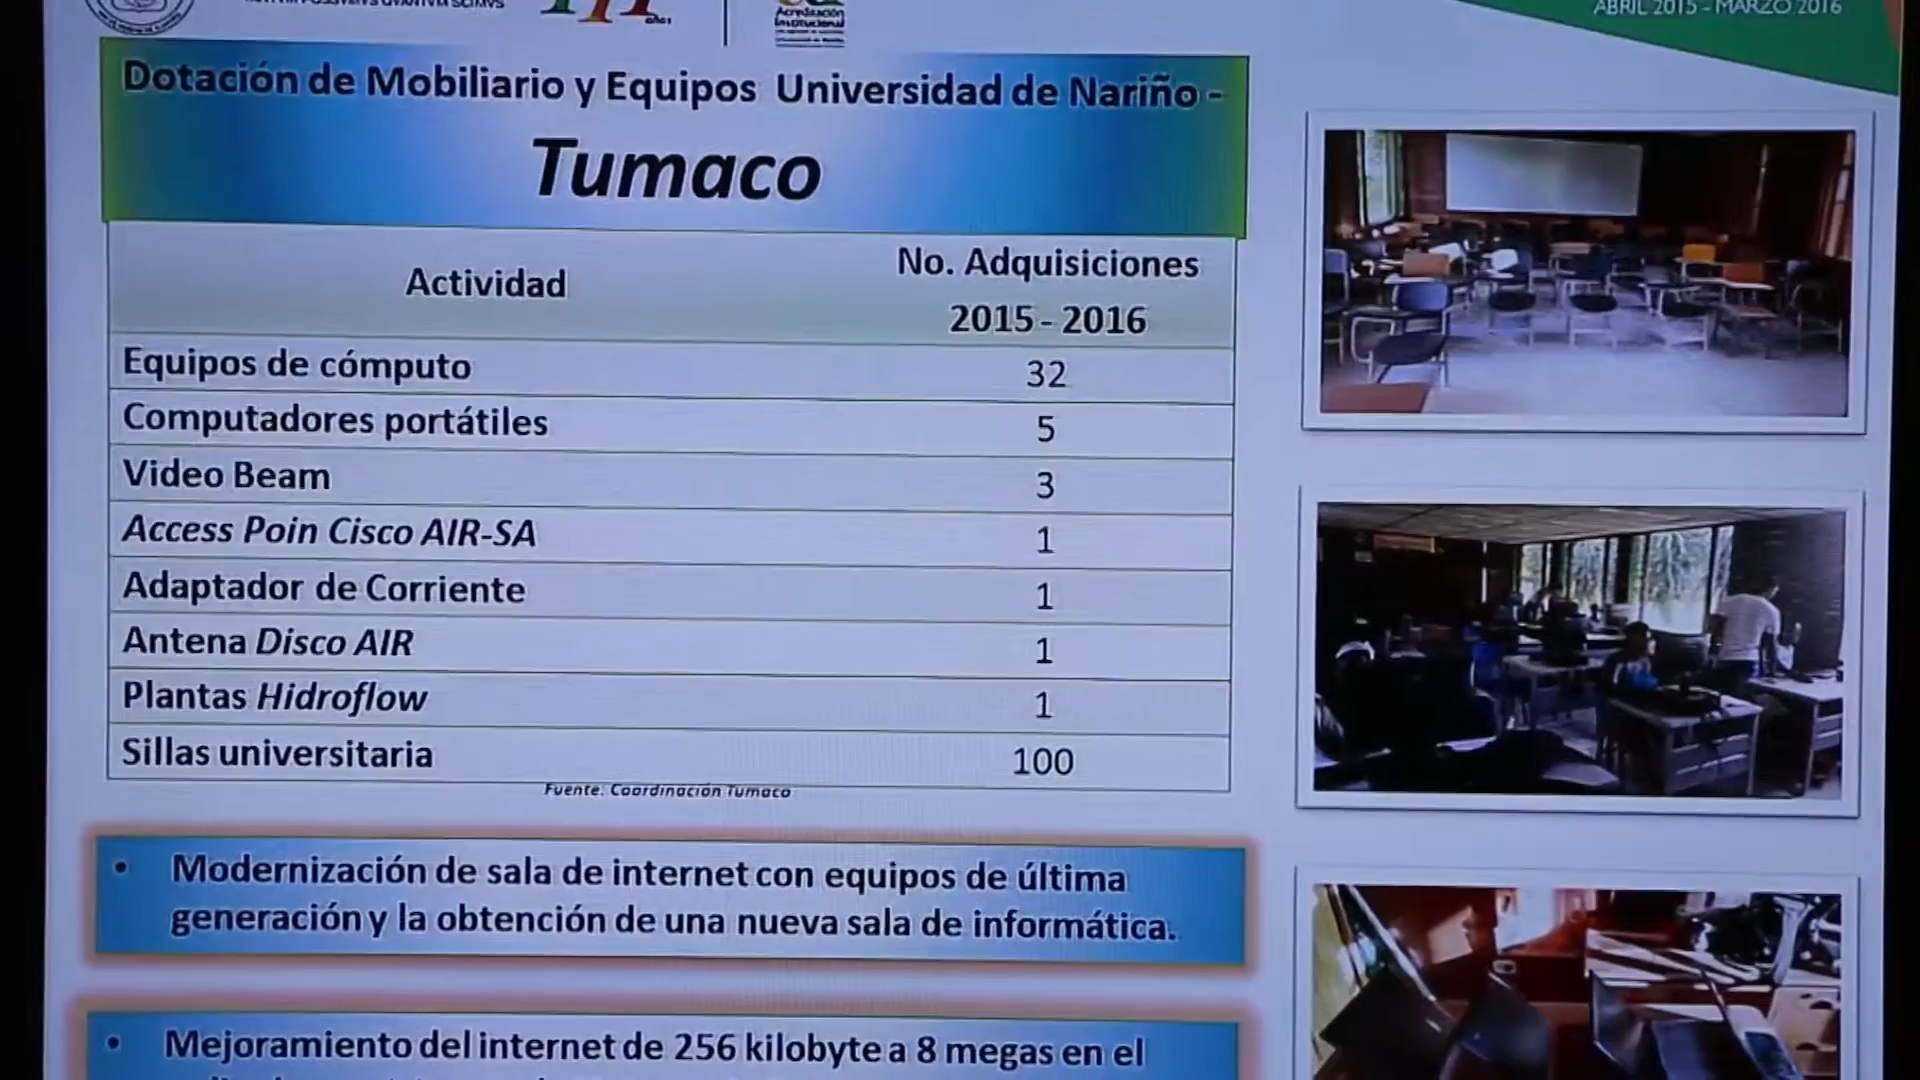 ABRIL 2015 - MARZO 2016
años
Acreditación
Institucional
Dotación de Mobiliario y Equipos Universidad de Nariño -
Tumaco
Actividad
No. Adquisiciones
2015 - 2016
Equipos de cómputo
32
Computadores portátiles
5
Video Beam
3
Access Poin Cisco AIR-SA
1
Adaptador de Corriente
1
Antena Disco AIR
1
Plantas Hidroflow
1
Sillas universitaria
100
Fuente: Coordinación Tumaco
• Modernización de sala de internet con equipos de última
generación y la obtención de una nueva sala de informática.
• Mejoramiento del internet de 256 kilobyte a 8 megas en el